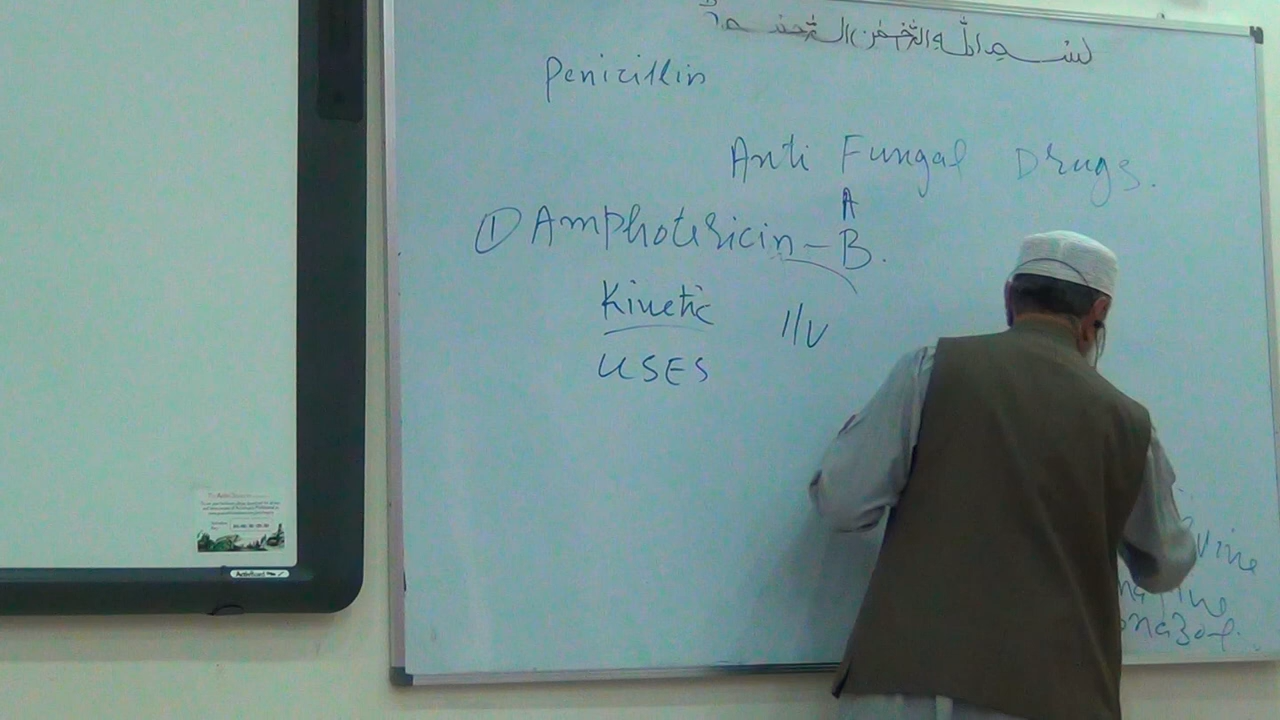 بسم الله الرحمن الرحیم
Penicillin
Anti Fungal Drugs.
A
① Amphotericin - B.
Kinetic I/V
USES